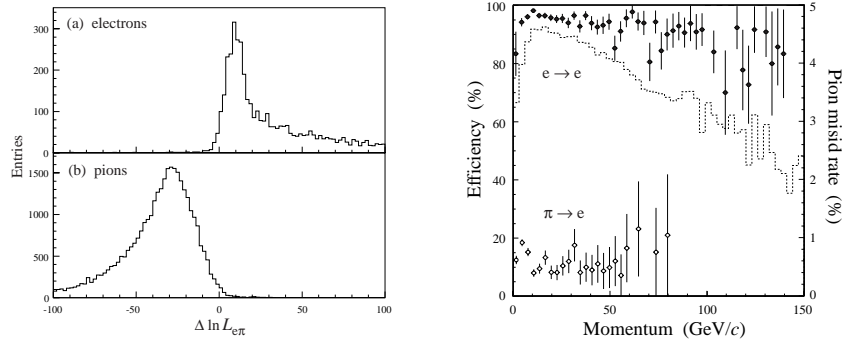 (a) electrons
300
200
100
0
Entries
(b) pions
1500
1000
500
0
-100 -50 0 50 100
Δ ln L eπ
100
80
60
40
20
0
Efficiency (%)
e → e
π → e
5
4
3
2
1
0
Pion misid rate (%)
0 50 100 150
Momentum (GeV/c)